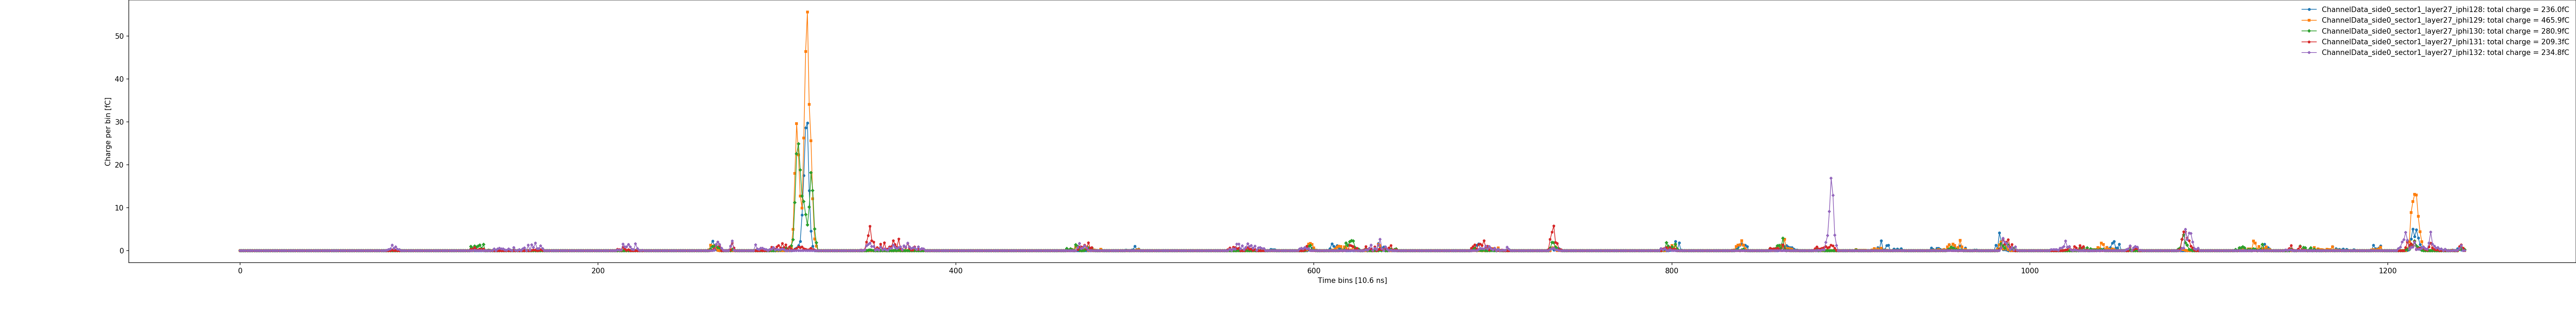 ChannelData_side0_sector1_layer27_iphi128: total charge = 236.0fC
ChannelData_side0_sector1_layer27_iphi129: total charge = 465.9fC
ChannelData_side0_sector1_layer27_iphi130: total charge = 280.9fC
ChannelData_side0_sector1_layer27_iphi131: total charge = 209.3fC
ChannelData_side0_sector1_layer27_iphi132: total charge = 234.8fC
Charge per bin [fC]
50
40
30
20
10
0
0 200 400 600 800 1000 1200
Time bins [10.6 ns]